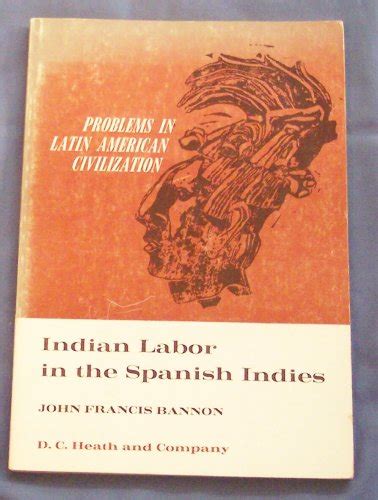 PROBLEMS IN
LATIN AMERICAN
CIVILIZATION
Indian Labor
in the Spanish Indies
JOHN FRANCIS BANNON
D. C. Heath and Company